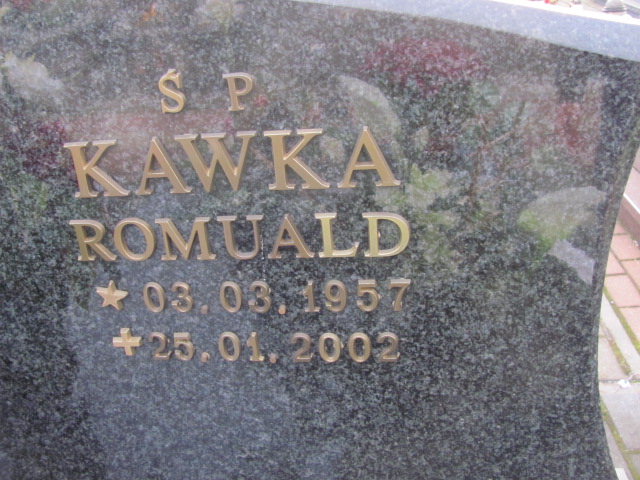 Ś P
KAWKA
ROMUALD
★ 03.03.1957
✝ 25.01.2002